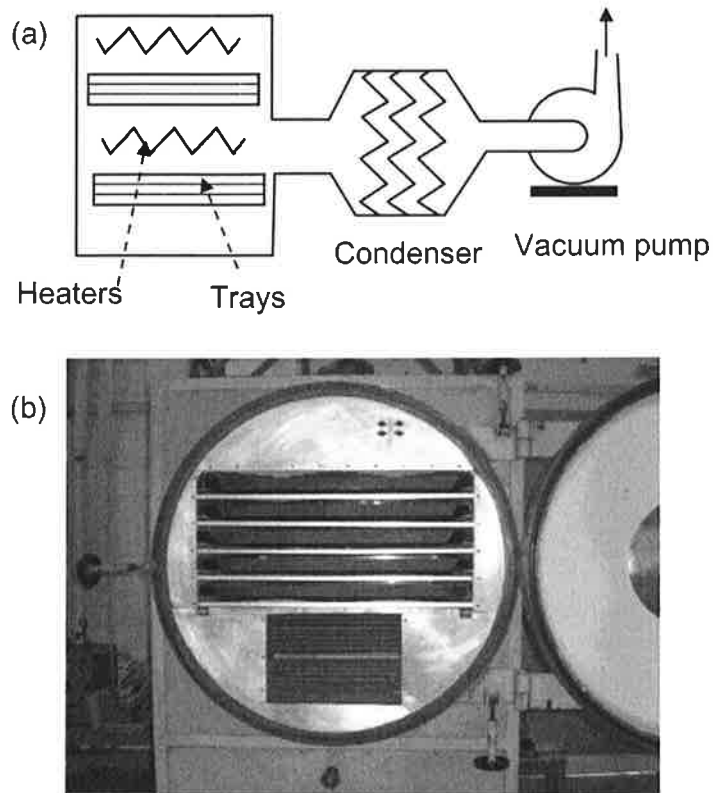 (a)
Condenser
Vacuum pump
Heaters
Trays
(b)